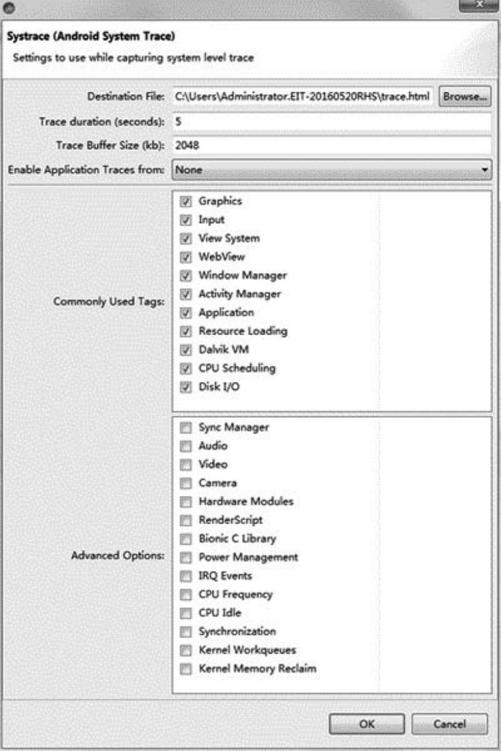 Systrace (Android System Trace)
Settings to use while capturing system level trace
Destination File: C:\Users\Administrator.EIT-20160520RHS\trace.html Browse...
Trace duration (seconds): 5
Trace Buffer Size (kb): 2048
Enable Application Traces from: None
Commonly Used Tags:
Graphics
Input
View System
WebView
Window Manager
Activity Manager
Application
Resource Loading
Dalvik VM
CPU Scheduling
Disk I/O
Advanced Options:
Sync Manager
Audio
Video
Camera
Hardware Modules
RenderScript
Bionic C Library
Power Management
IRQ Events
CPU Frequency
CPU Idle
Synchronization
Kernel Workqueues
Kernel Memory Reclaim
OK Cancel